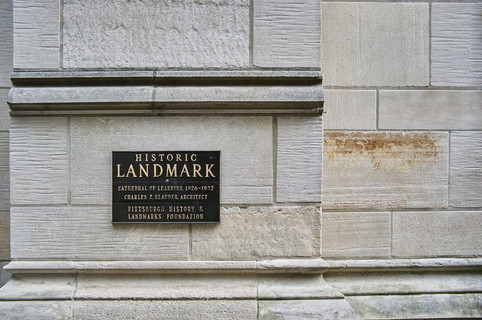 HISTORIC
LANDMARK
CATHEDRAL OF LEARNING, 1926-1937
CHARLES Z. KLAUDER, ARCHITECT
PITTSBURGH HISTORY &
LANDMARKS FOUNDATION